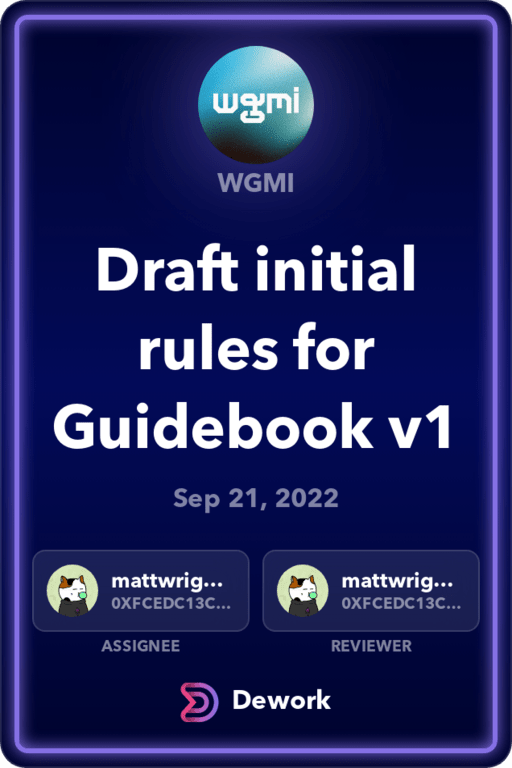 wgmi
WGMI
Draft initial
rules for
Guidebook v1
Sep 21, 2022
mattwrig...
0XFCEDC13C...
ASSIGNEE
mattwrig...
0XFCEDC13C...
REVIEWER
Dework